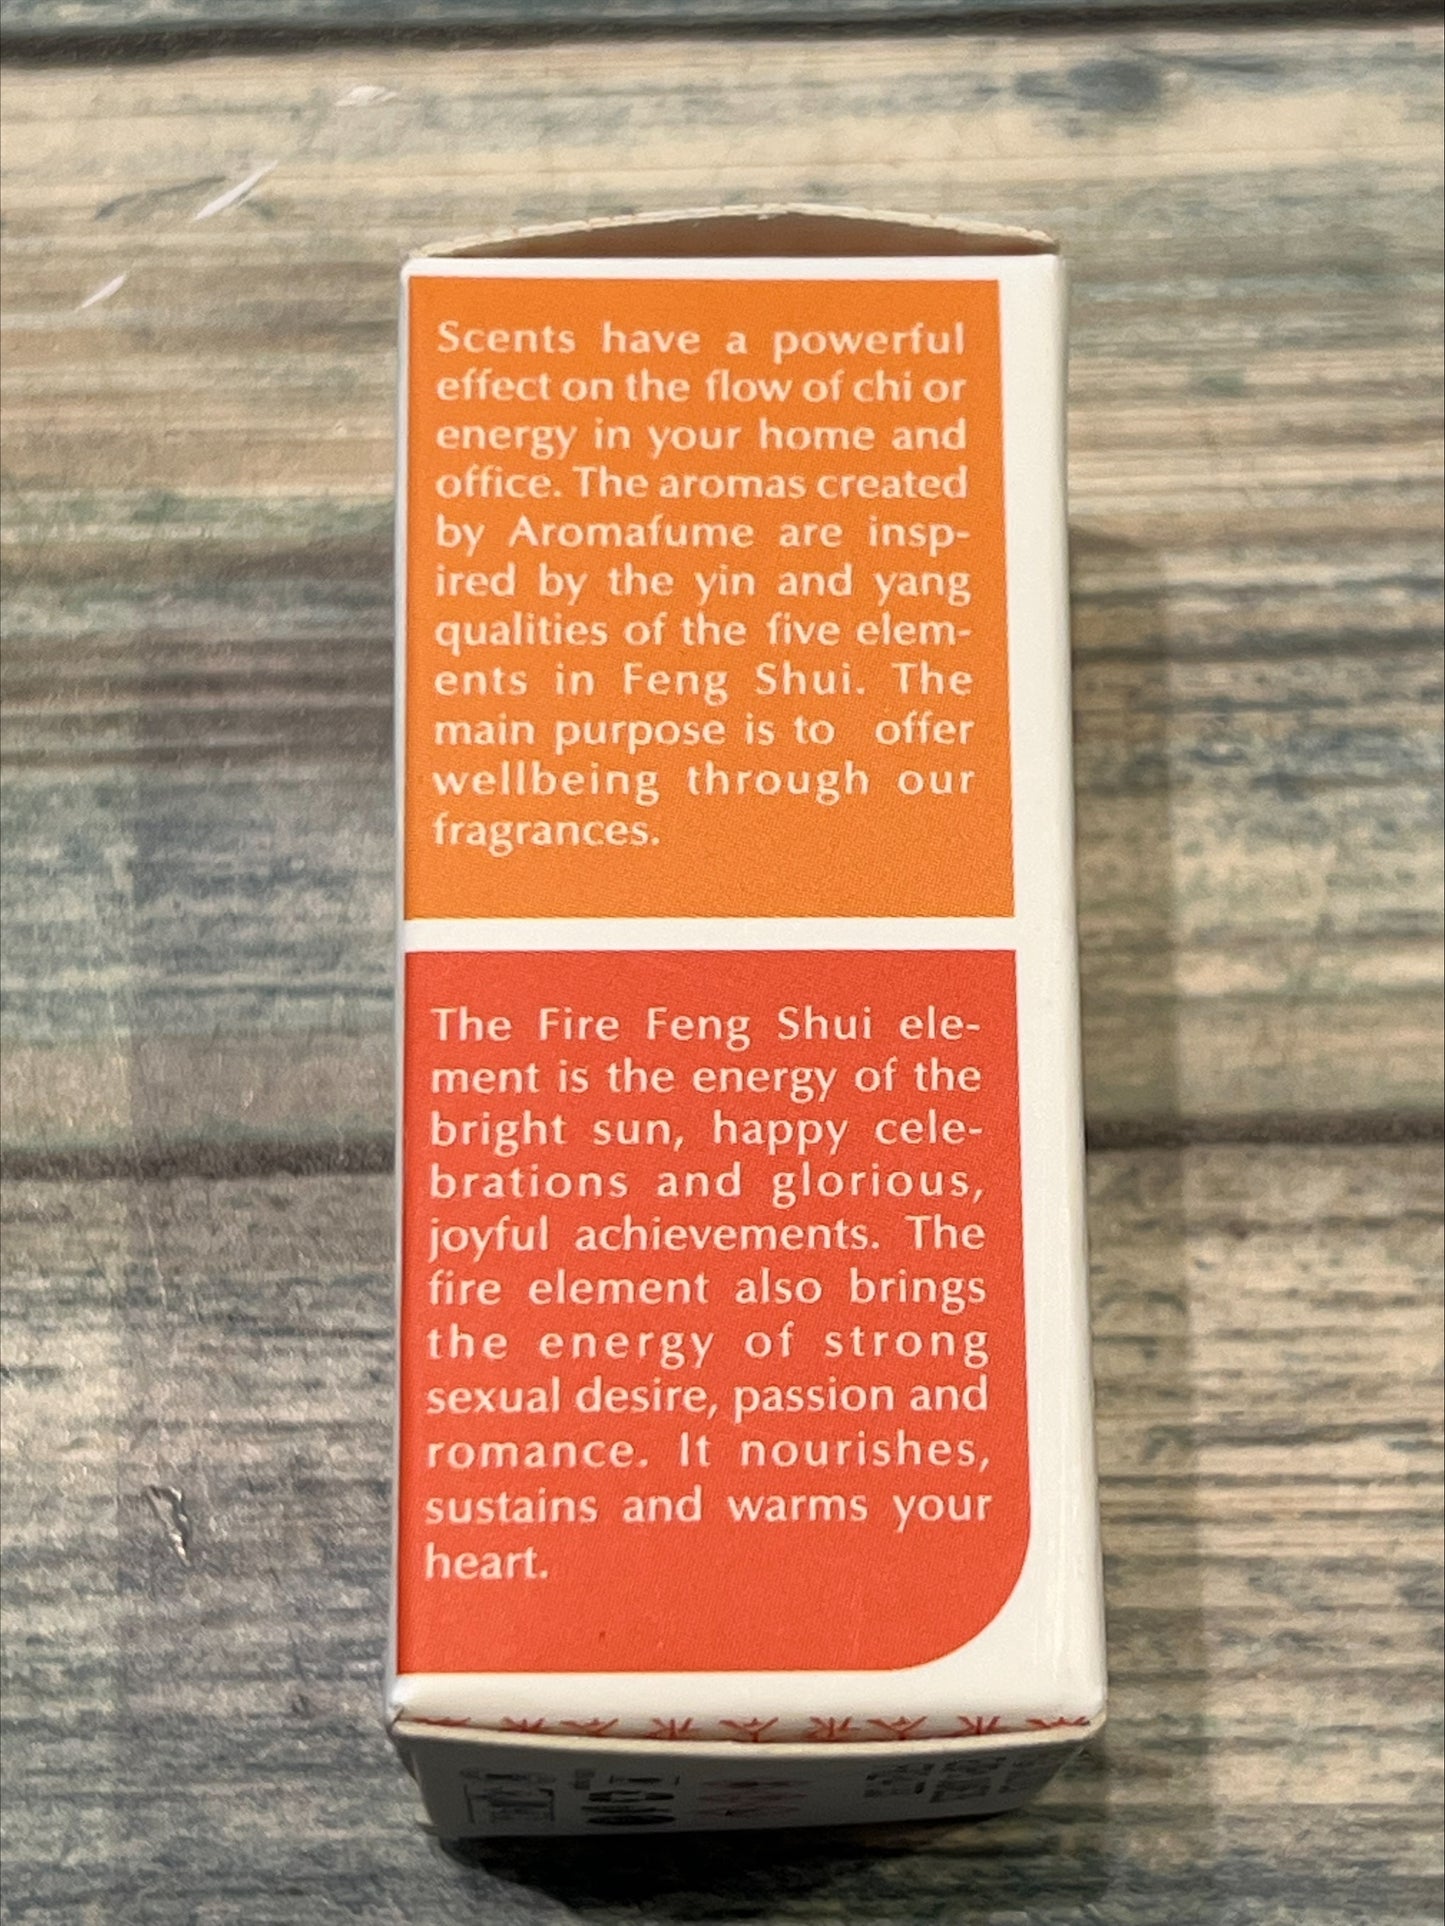 Scents have a powerful
effect on the flow of chi or
energy in your home and
office. The aromas created
by Aromafume are insp-
ired by the yin and yang
qualities of the five elem-
ents in Feng Shui. The
main purpose is to offer
wellbeing through our
fragrances.
The Fire Feng Shui ele-
ment is the energy of the
bright sun, happy cele-
brations and glorious,
joyful achievements. The
fire element also brings
the energy of strong
sexual desire, passion and
romance. It nourishes,
sustains and warms your
heart.